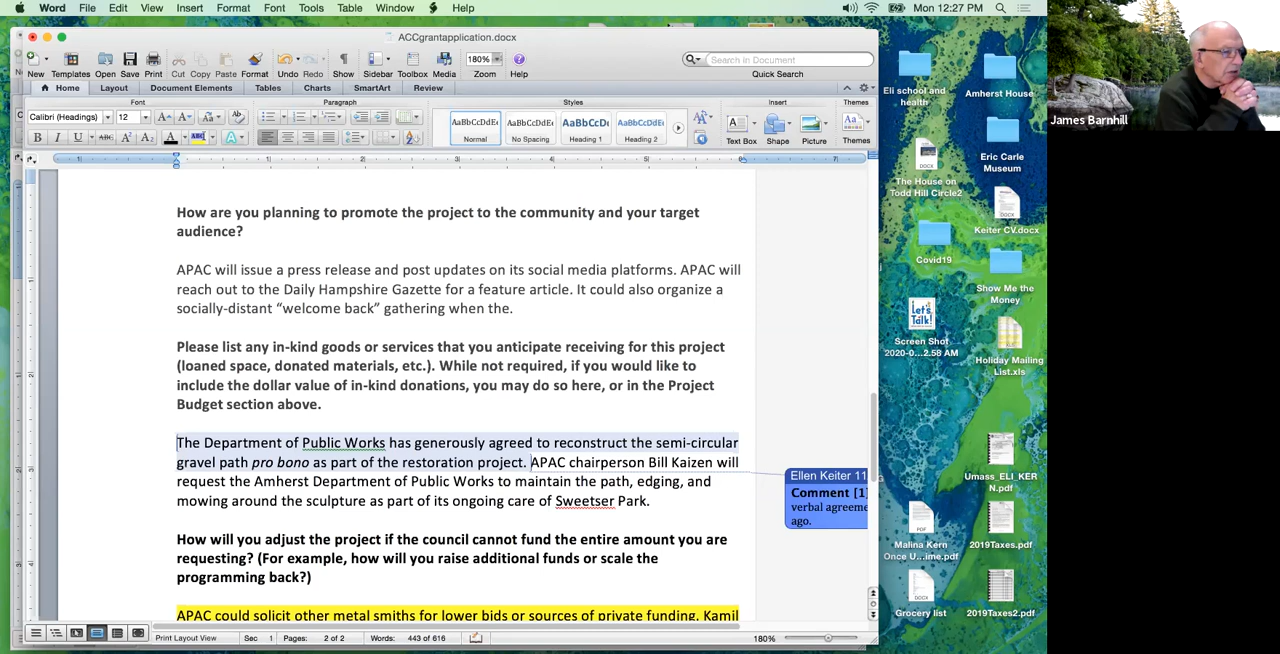 Word File Edit View Insert Format Font Tools Table Window Help
Mon 12:27 PM
ACCgrantapplication.docx
New Templates Open Save Print Cut Copy Paste Format Undo Redo Show Sidebar Toolbox Media Zoom Help
180%
Search in Document
Quick Search
Home Layout Document Elements Tables Charts SmartArt Review
Font Paragraph Styles Insert Themes
Calibri (Headings) 12
Normal No Spacing Heading 1 Heading 2 Text Box Shape Picture Themes
How are you planning to promote the project to the community and your target
audience?
APAC will issue a press release and post updates on its social media platforms. APAC will
reach out to the Daily Hampshire Gazette for a feature article. It could also organize a
socially-distant “welcome back” gathering when the.
Please list any in-kind goods or services that you anticipate receiving for this project
(loaned space, donated materials, etc.). While not required, if you would like to
include the dollar value of in-kind donations, you may do so here, or in the Project
Budget section above.
The Department of Public Works has generously agreed to reconstruct the semi-circular
gravel path pro bono as part of the restoration project. APAC chairperson Bill Kaizen will
request the Amherst Department of Public Works to maintain the path, edging, and
mowing around the sculpture as part of its ongoing care of Sweetser Park.
How will you adjust the project if the council cannot fund the entire amount you are
requesting? (For example, how will you raise additional funds or scale the
programming back?)
APAC could solicit other metal smiths for lower bids or sources of private funding. Kamil
Ellen Keiter 11
Comment [1]
verbal agreeme
ago.
Print Layout View Sec 1 Pages: 2 of 2 Words: 443 of 616 180%
Eli school and
health
Amherst House
The House on
Todd Hill Circle2
Eric Carle
Museum
Keiter CV.docx
Covid19
Show Me the
Money
Let's
Talk!
Screen Shot
2020-0...2.58 AM
Holiday Mailing
List.xls
Umass_ELI_KER
N.pdf
Malina Kern
Once U...ime.pdf
2019Taxes.pdf
Grocery list
2019Taxes2.pdf
James Barnhill